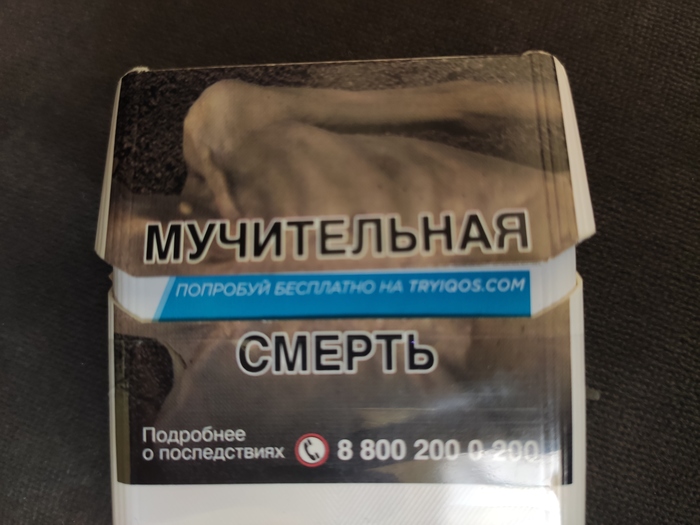 МУЧИТЕЛЬНАЯ
ПОПРОБУЙ БЕСПЛАТНО НА TRYIQOS.COM
СМЕРТЬ
Подробнее
о последствиях 8 800 200 0 200